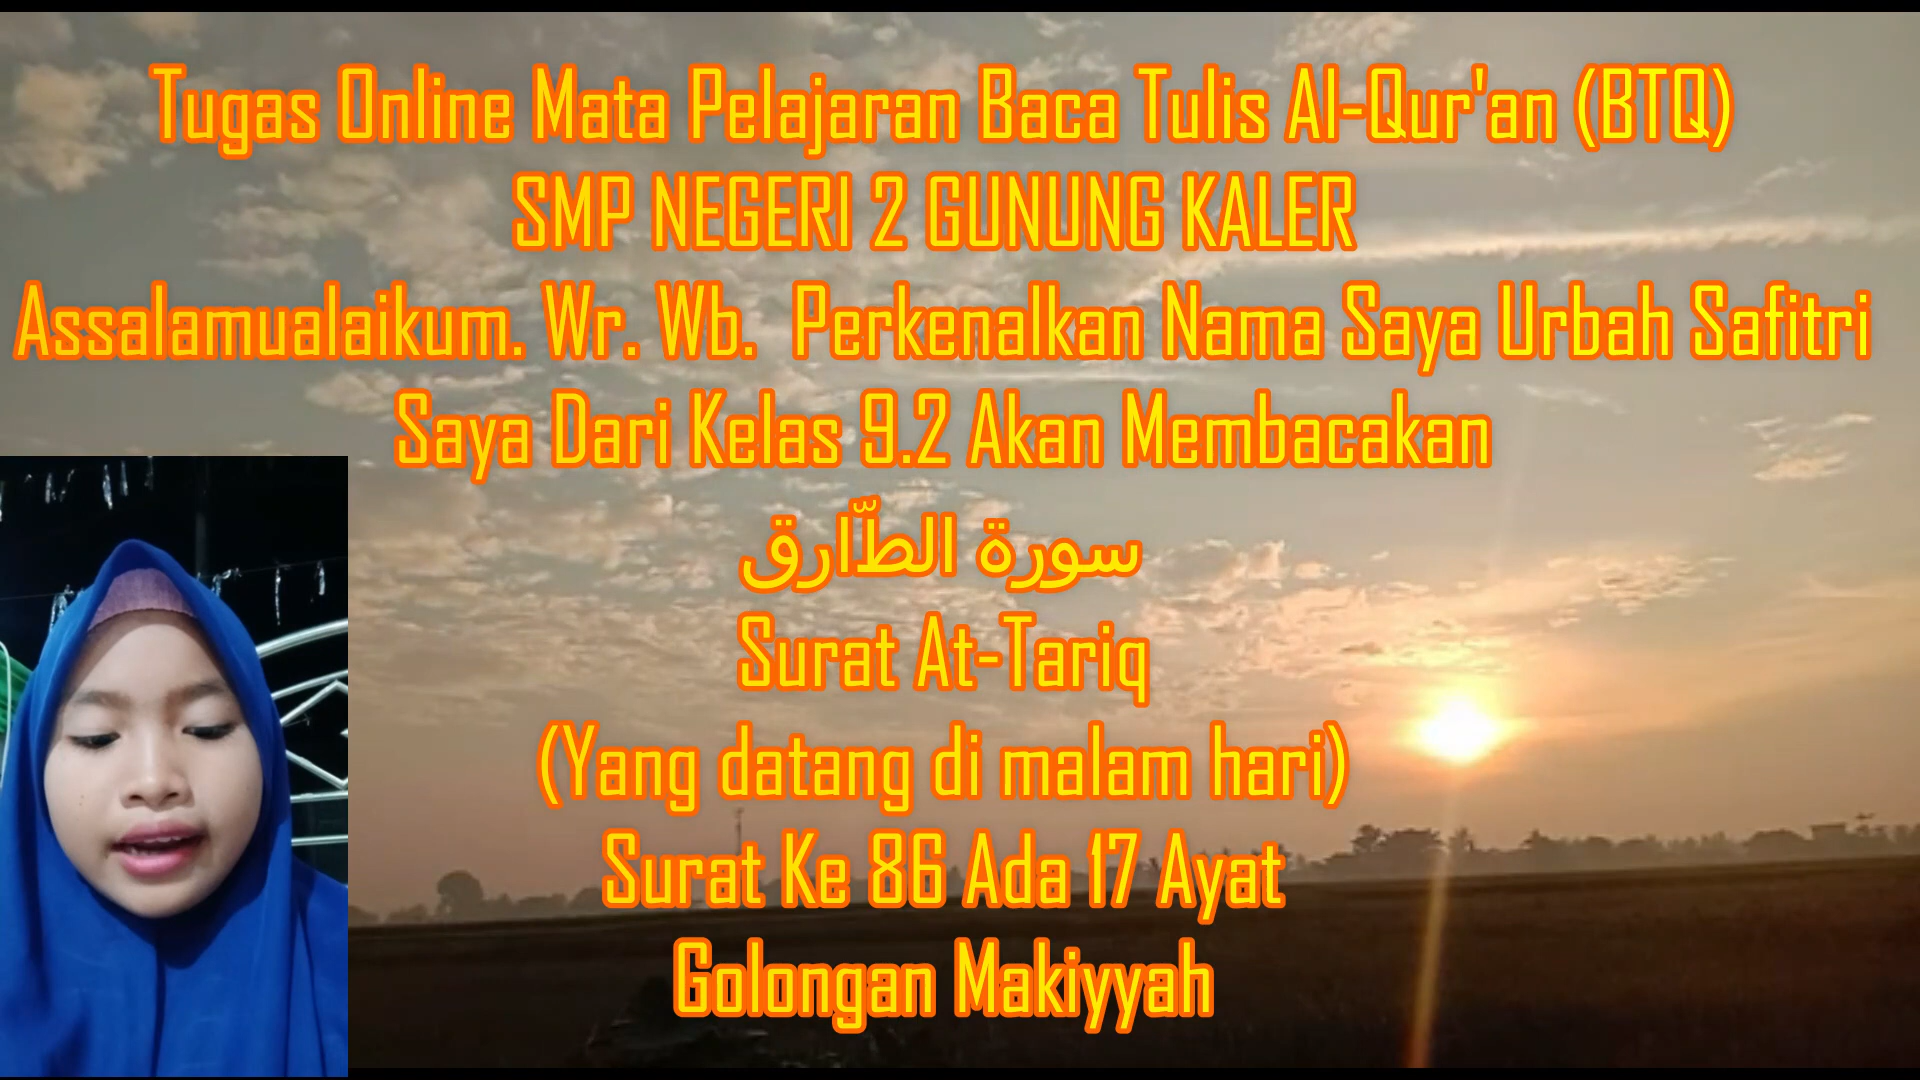 Tugas Online Mata Pelajaran Baca Tulis Al-Qur'an (BTQ)
SMP NEGERI 2 GUNUNG KALER
Assalamualaikum. Wr. Wb. Perkenalkan Nama Saya Urbah Safitri
Saya Dari Kelas 9.2 Akan Membacakan
سورة الطّارق
Surat At-Tariq
(Yang datang di malam hari)
Surat Ke 86 Ada 17 Ayat
Golongan Makiyyah